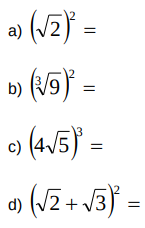 a) (√2)² =
b) (∛9)² =
c) (4√5)³ =
d) (√2 + √3)² =